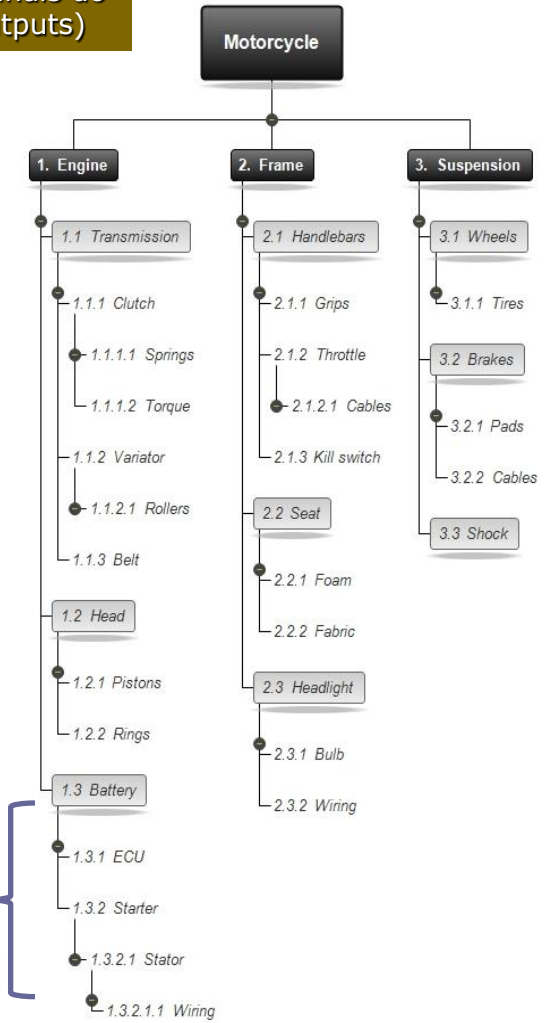 tputs)
Motorcycle
1. Engine
1.1 Transmission
1.1.1 Clutch
1.1.1.1 Springs
1.1.1.2 Torque
1.1.2 Variator
1.1.2.1 Rollers
1.1.3 Belt
1.2 Head
1.2.1 Pistons
1.2.2 Rings
1.3 Battery
1.3.1 ECU
1.3.2 Starter
1.3.2.1 Stator
1.3.2.1.1 Wiring
2. Frame
2.1 Handlebars
2.1.1 Grips
2.1.2 Throttle
2.1.2.1 Cables
2.1.3 Kill switch
2.2 Seat
2.2.1 Foam
2.2.2 Fabric
2.3 Headlight
2.3.1 Bulb
2.3.2 Wiring
3. Suspension
3.1 Wheels
3.1.1 Tires
3.2 Brakes
3.2.1 Pads
3.2.2 Cables
3.3 Shock